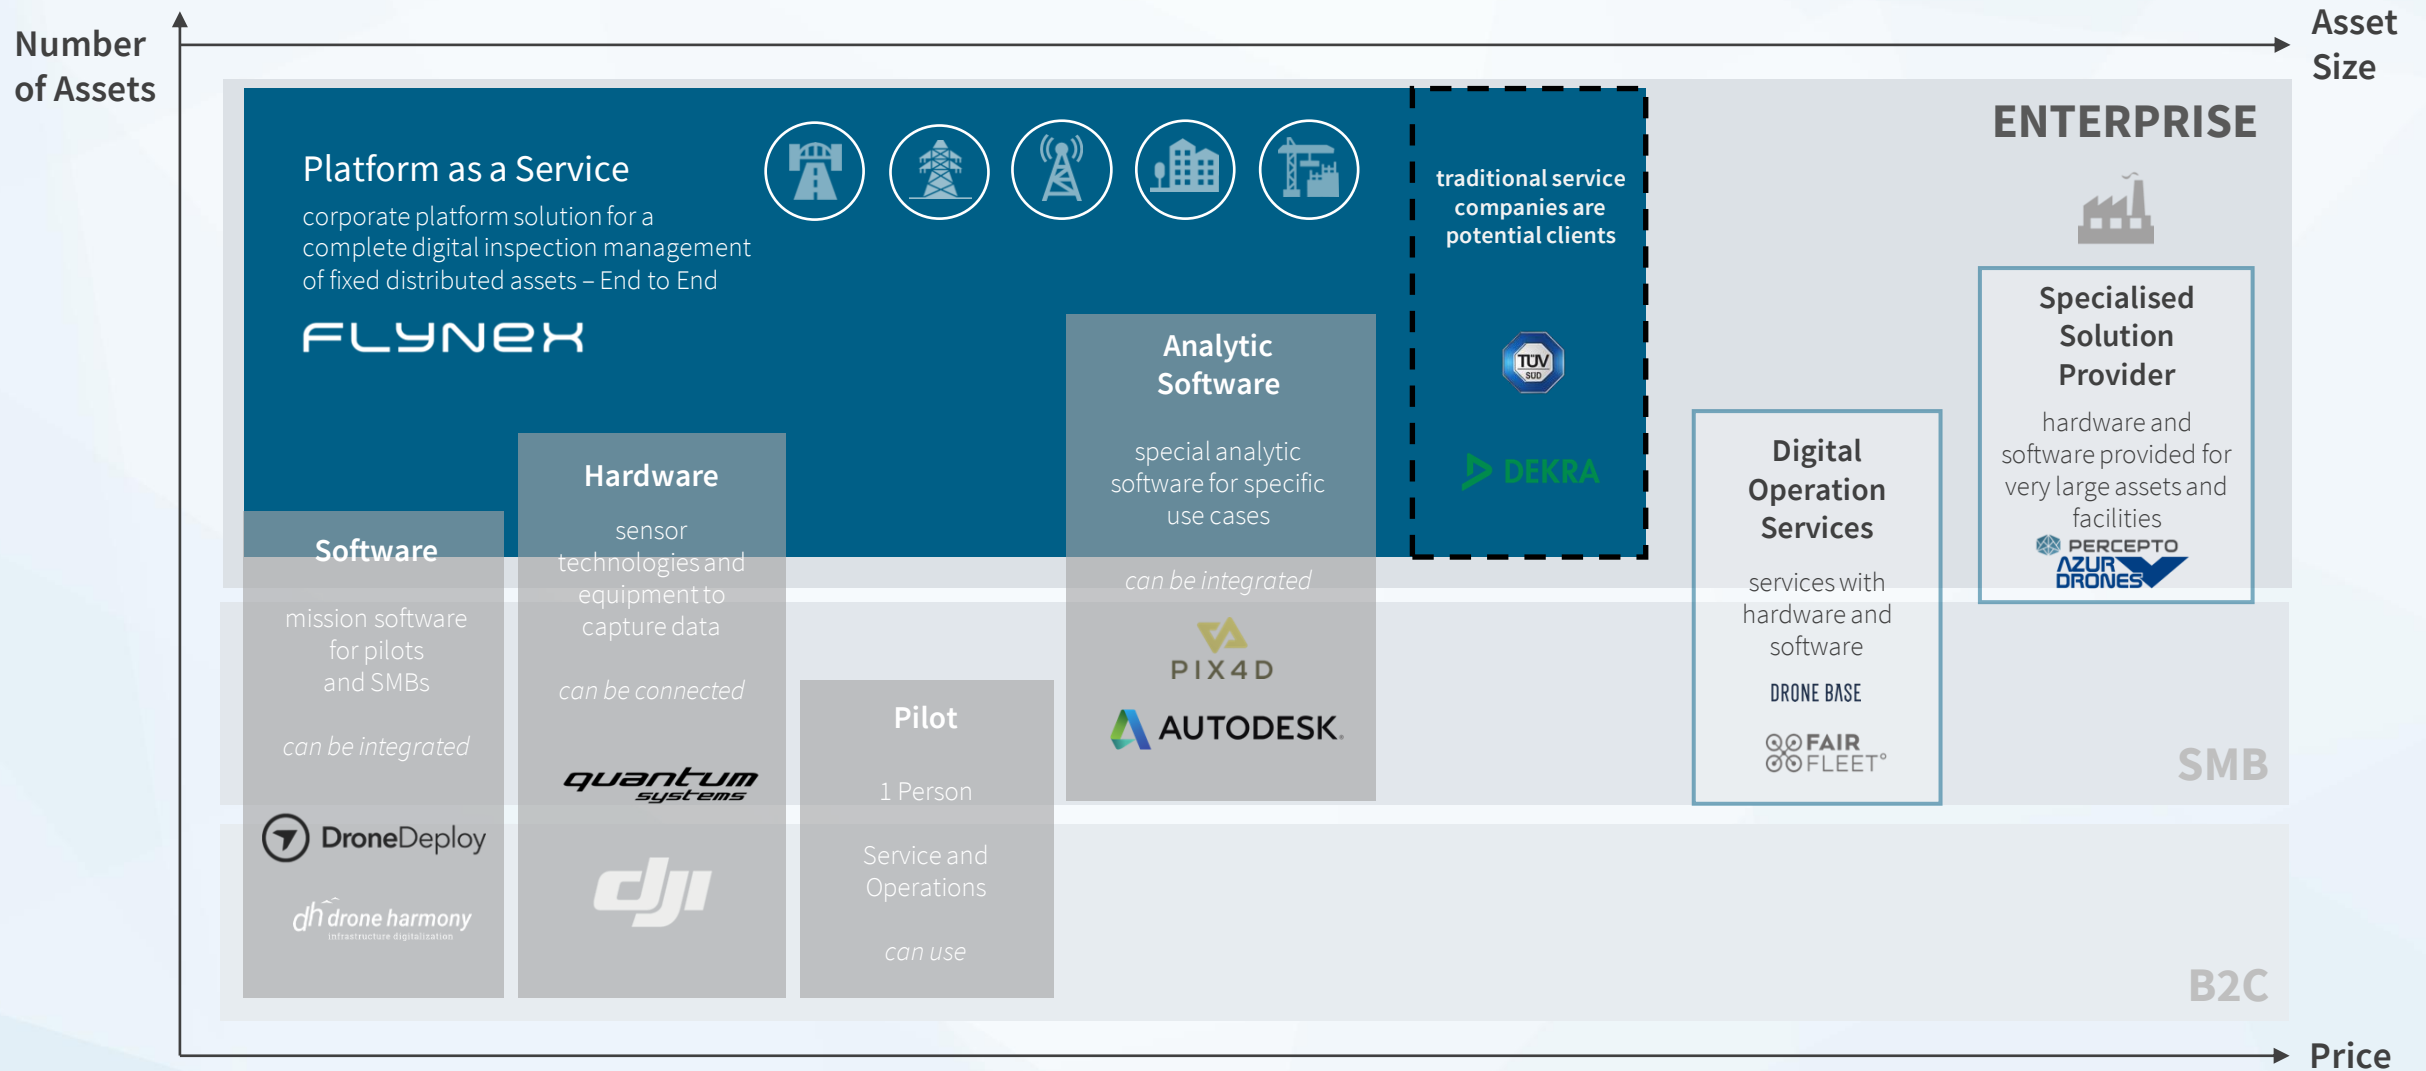 Number
of Assets
Asset
Size
ENTERPRISE
Platform as a Service
corporate platform solution for a
complete digital inspection management
of fixed distributed assets – End to End
FLYNEX
traditional service
companies are
potential clients
TÜV
SÜD
DEKRA
Specialised
Solution
Provider
hardware and
software provided for
very large assets and
facilities
PERCEPTO
AZUR
DRONES
Analytic
Software
special analytic
software for specific
use cases
can be integrated
PIX4D
AUTODESK.
Digital
Operation
Services
services with
hardware and
software
DRONE BASE
FAIR
FLEET°
Hardware
sensor
technologies and
equipment to
capture data
can be connected
quantum
systems
dji
Software
mission software
for pilots
and SMBs
can be integrated
DroneDeploy
dh drone harmony
infrastructure digitalisation
Pilot
1 Person
Service and
Operations
can use
SMB
B2C
Price